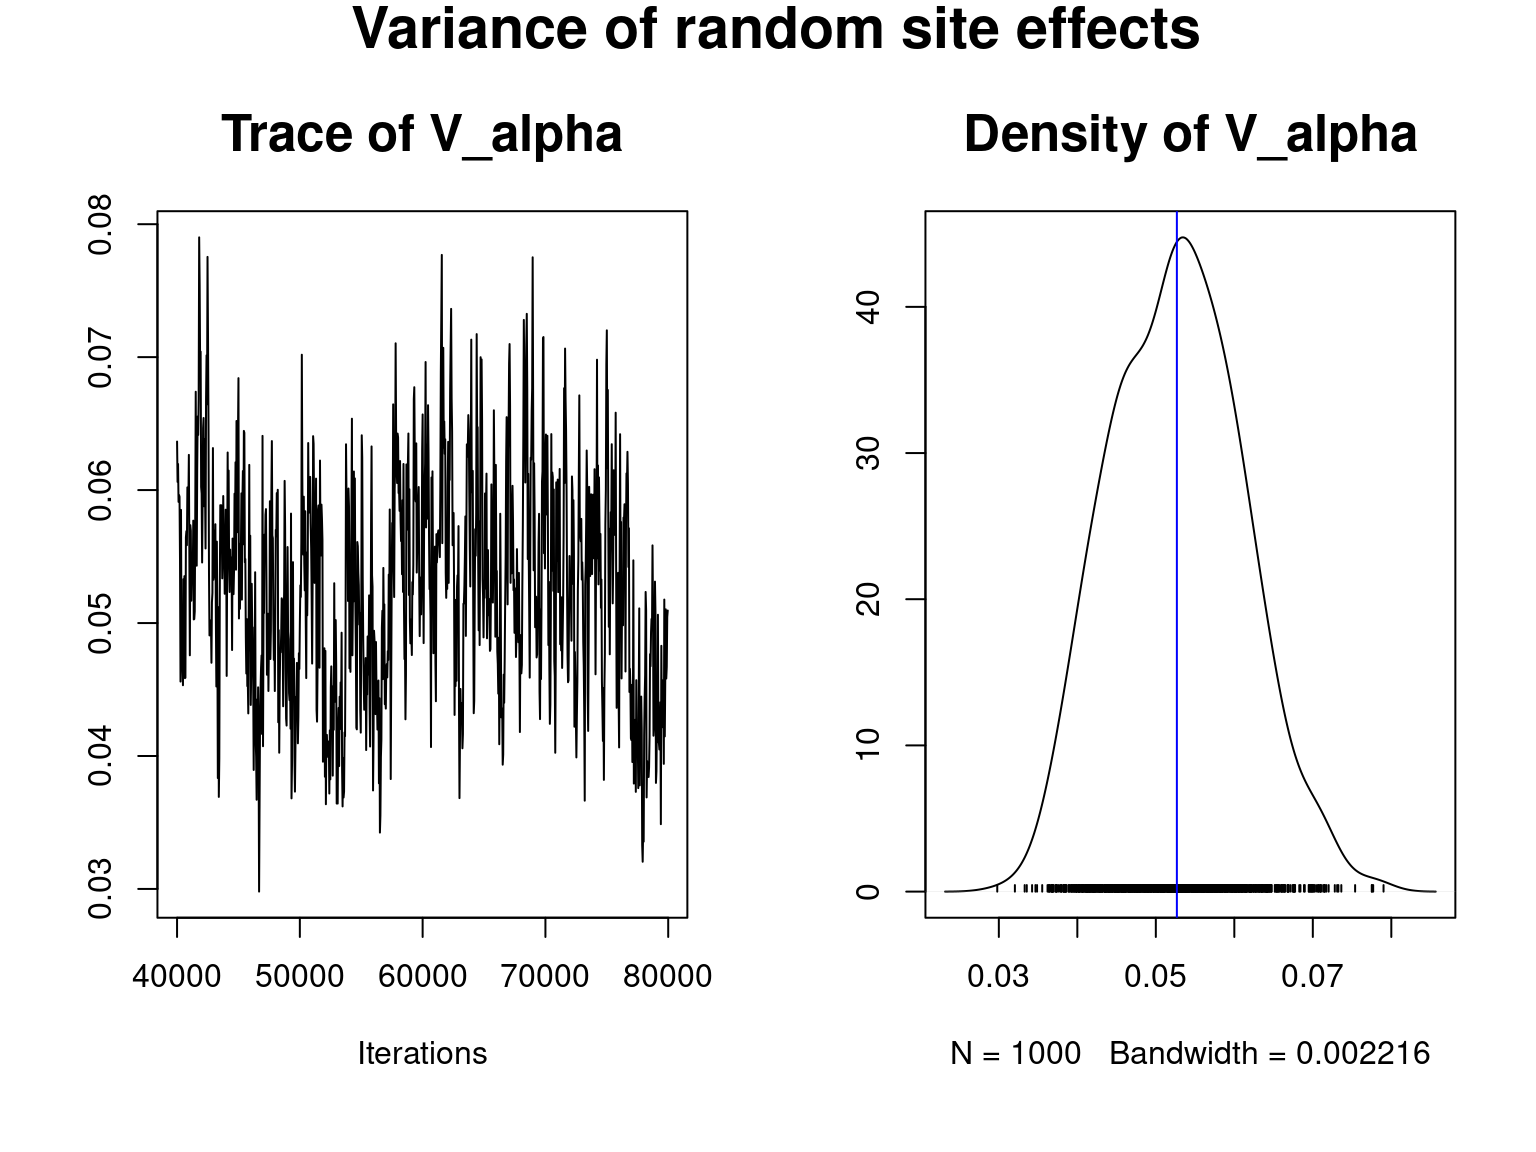 Variance of random site effects
Trace of V_alpha
0.08
0.07
0.06
0.05
0.04
0.03
40000 50000 60000 70000 80000
Iterations
Density of V_alpha
40
30
20
10
0
0.03 0.05 0.07
N = 1000 Bandwidth = 0.002216